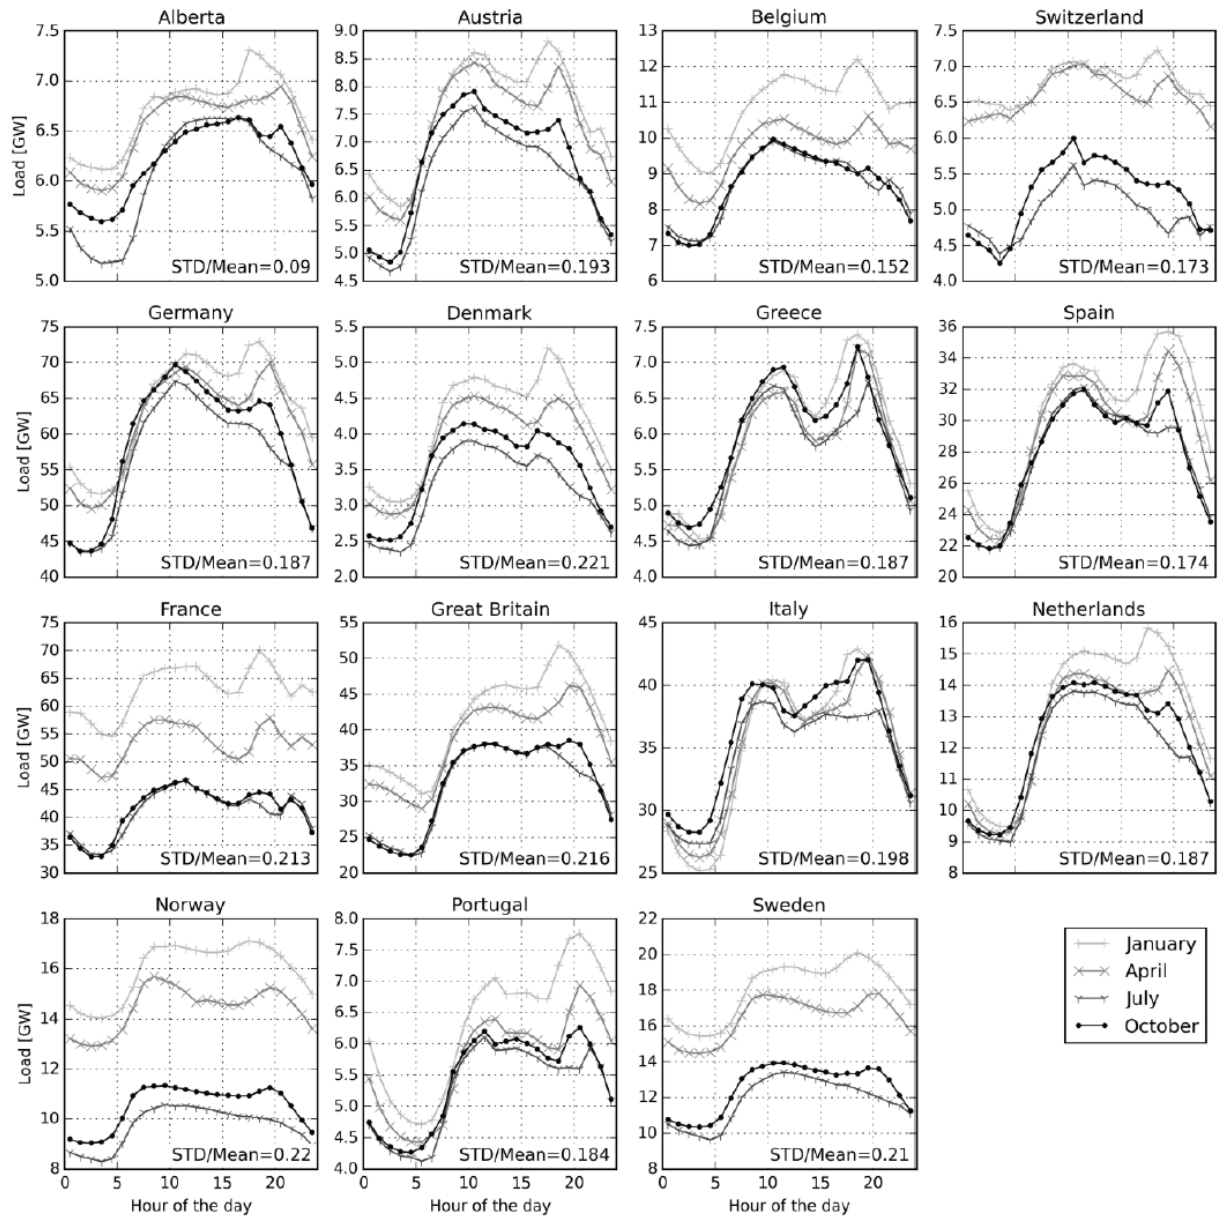 Alberta
Austria
Belgium
Switzerland
7.5
7.0
6.5
6.0
5.5
5.0
Load [GW]
STD/Mean=0.09
9.0
8.5
8.0
7.5
7.0
6.5
6.0
5.5
5.0
4.5
STD/Mean=0.193
13
12
11
10
9
8
7
6
STD/Mean=0.152
7.5
7.0
6.5
6.0
5.5
5.0
4.5
4.0
STD/Mean=0.173
Germany
Denmark
Greece
Spain
75
70
65
60
55
50
45
40
Load [GW]
STD/Mean=0.187
5.5
5.0
4.5
4.0
3.5
3.0
2.5
2.0
STD/Mean=0.221
7.5
7.0
6.5
6.0
5.5
5.0
4.5
4.0
STD/Mean=0.187
36
34
32
30
28
26
24
22
20
STD/Mean=0.174
France
Great Britain
Italy
Netherlands
75
70
65
60
55
50
45
40
35
30
Load [GW]
STD/Mean=0.213
55
50
45
40
35
30
25
20
STD/Mean=0.216
45
40
35
30
25
STD/Mean=0.198
16
15
14
13
12
11
10
9
8
STD/Mean=0.187
Norway
Portugal
Sweden
18
16
14
12
10
8
Load [GW]
STD/Mean=0.22
0 5 10 15 20
Hour of the day
8.0
7.5
7.0
6.5
6.0
5.5
5.0
4.5
4.0
STD/Mean=0.184
0 5 10 15 20
Hour of the day
22
20
18
16
14
12
10
8
STD/Mean=0.21
0 5 10 15 20
Hour of the day
January
April
July
October